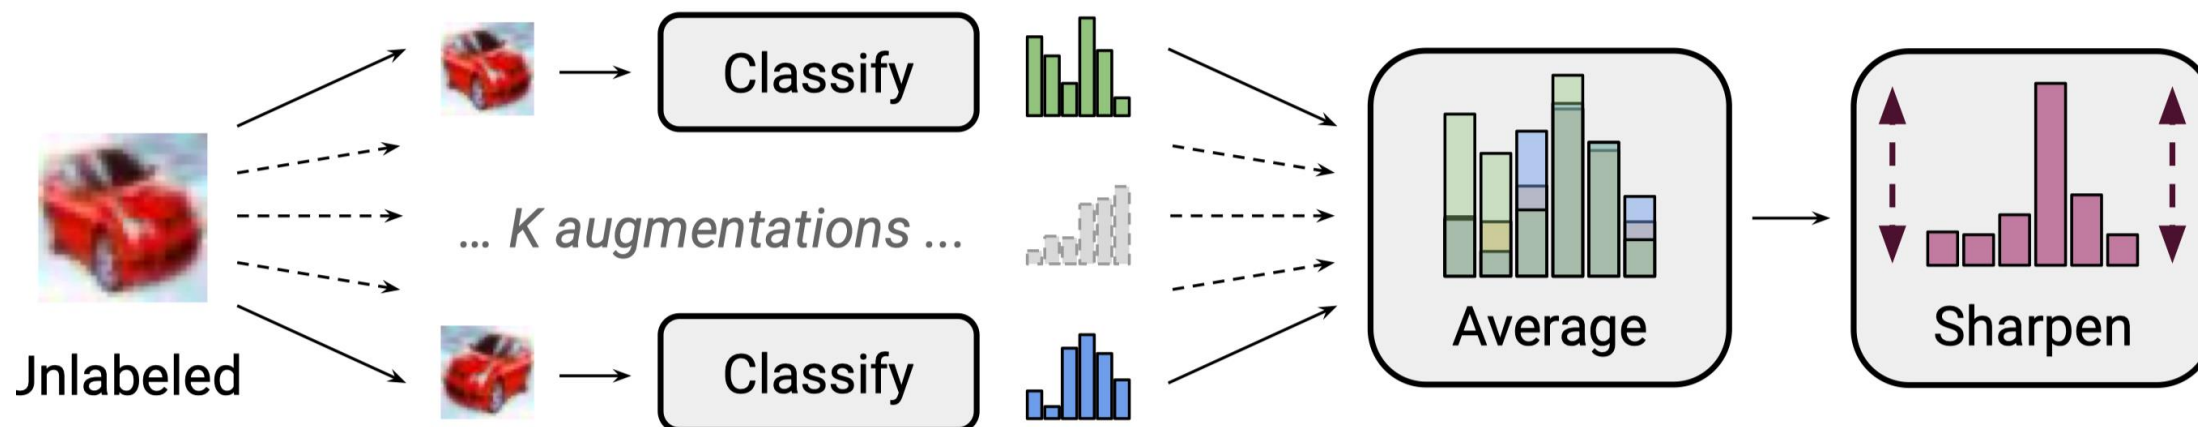 Classify
... K augmentations ...
Classify
Jnlabeled
Average
Sharpen